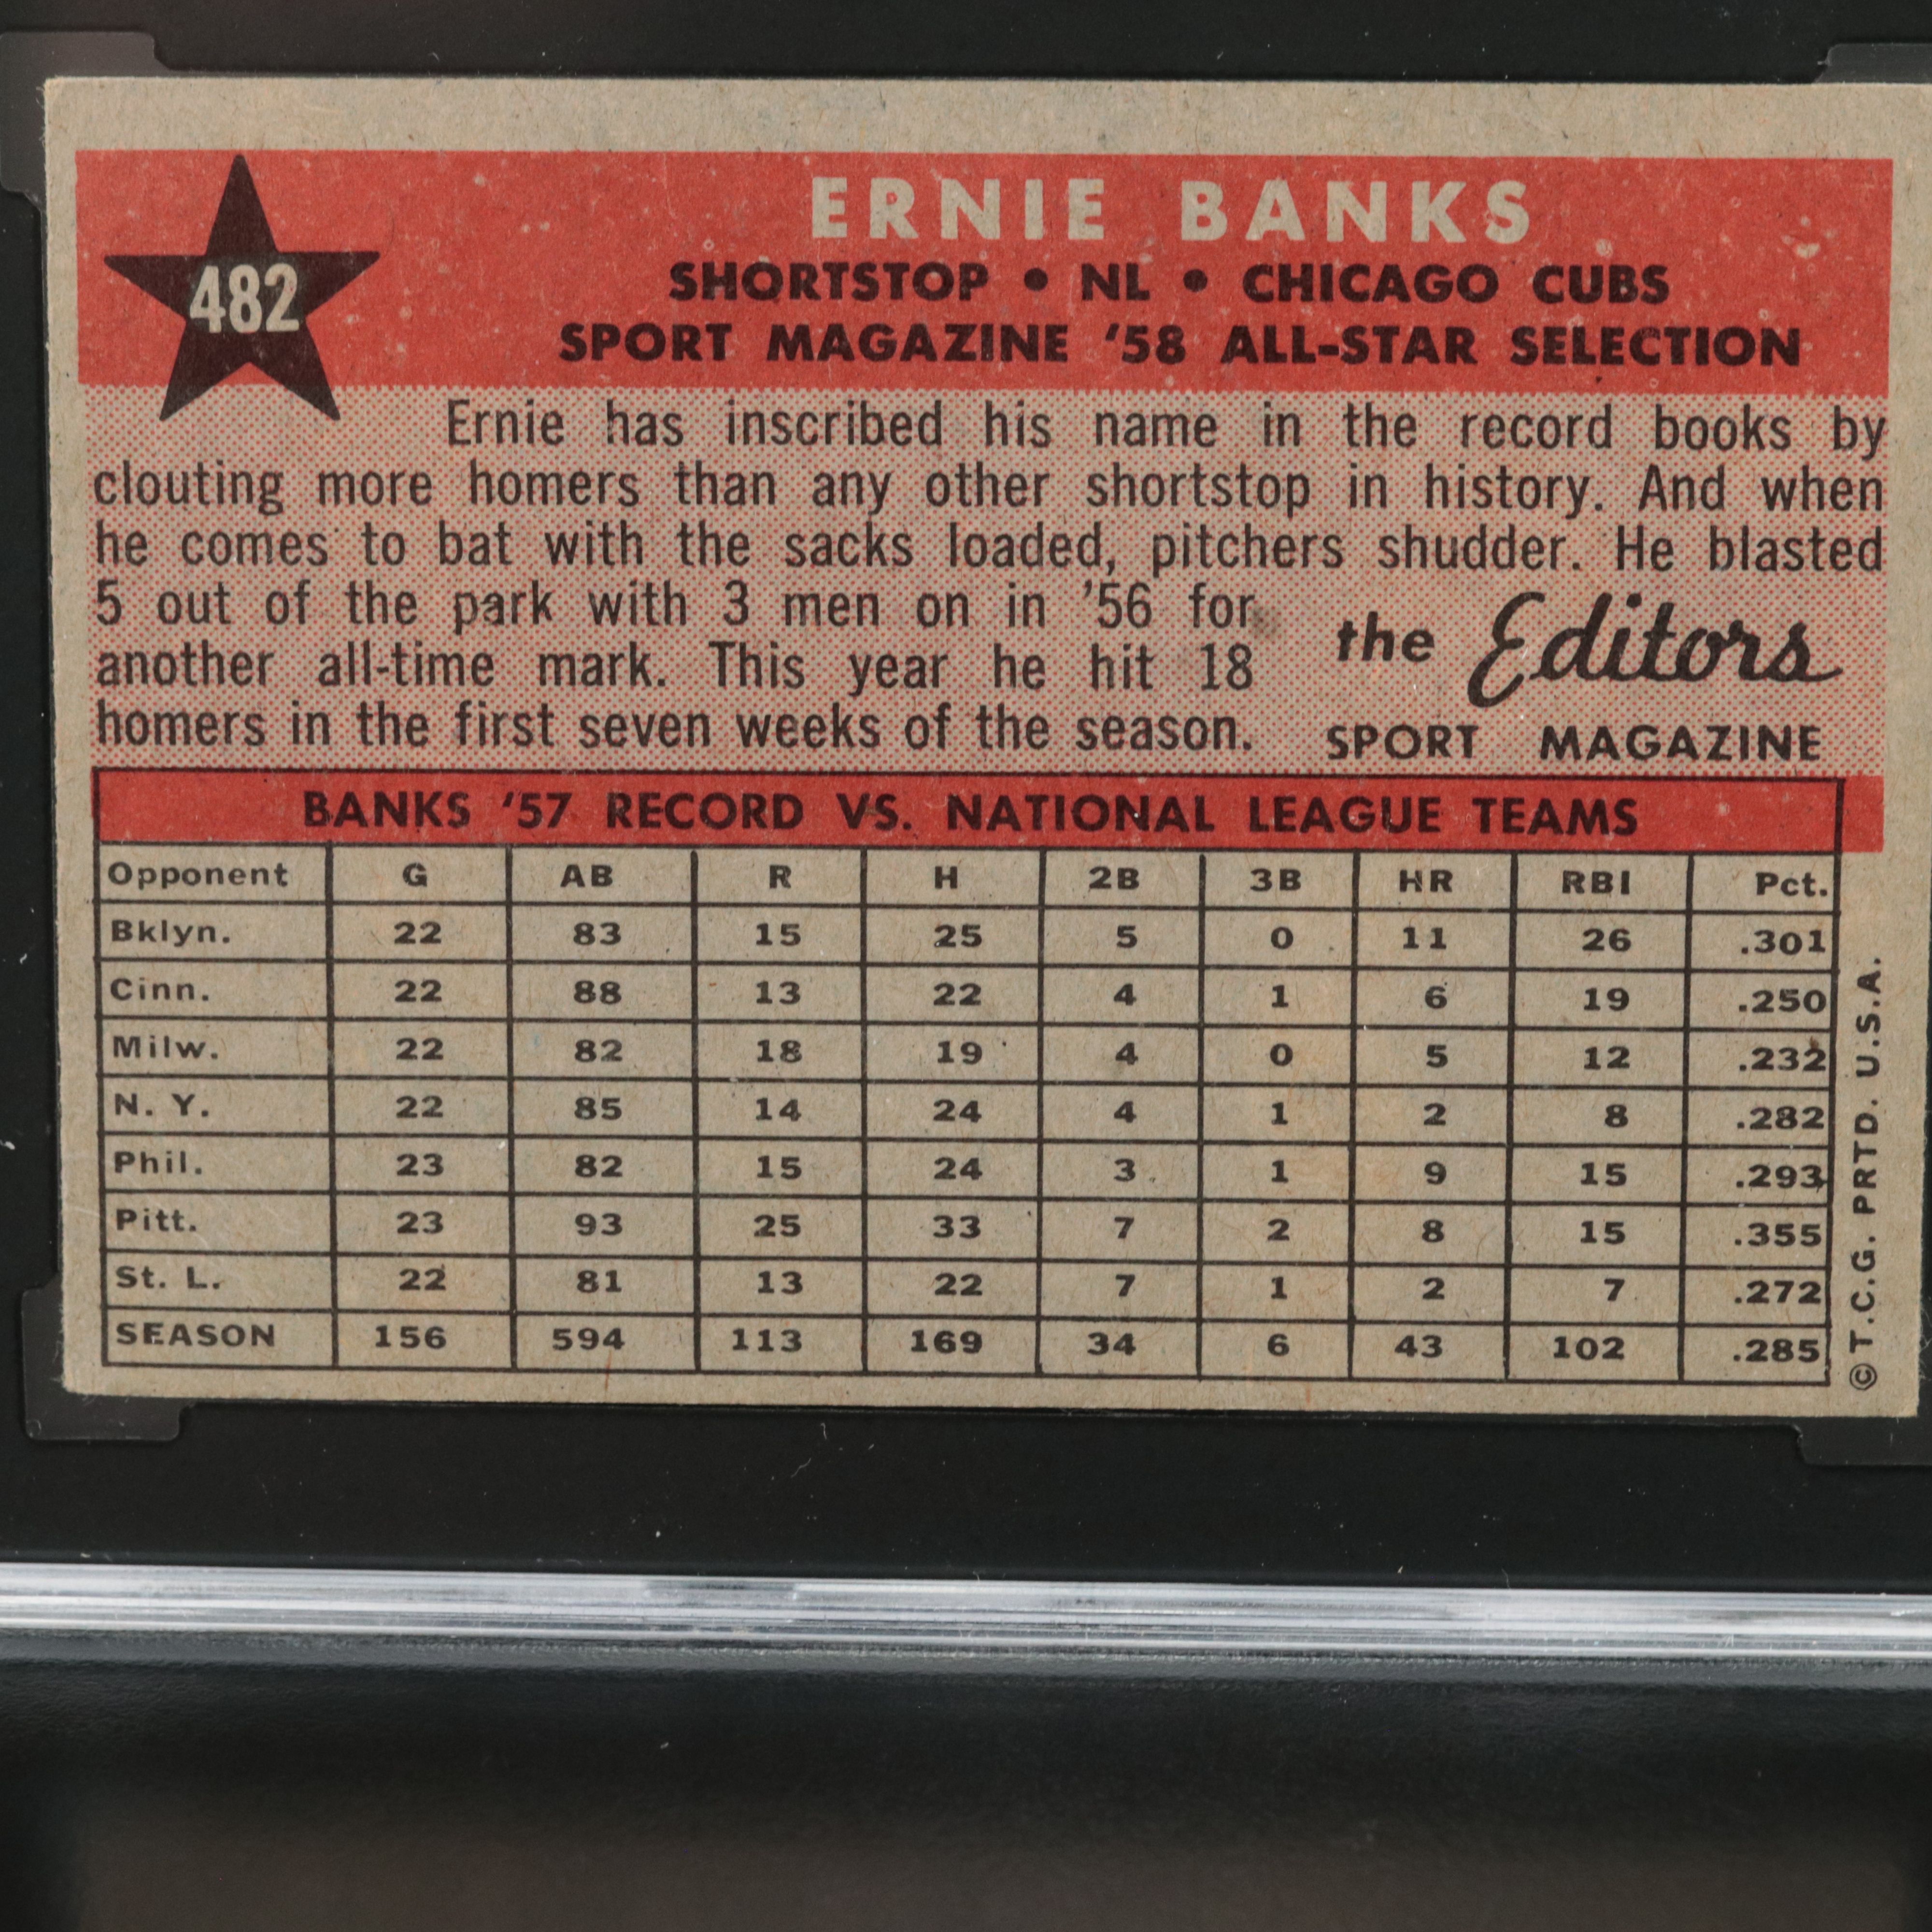 482
ERNIE BANKS
SHORTSTOP • NL • CHICAGO CUBS
SPORT MAGAZINE '58 ALL-STAR SELECTION
Ernie has inscribed his name in the record books by
clouting more homers than any other shortstop in history. And when
he comes to bat with the sacks loaded, pitchers shudder. He blasted
5 out of the park with 3 men on in '56 for
another all-time mark. This year he hit 18
homers in the first seven weeks of the season.
the Editors
SPORT MAGAZINE
BANKS '57 RECORD VS. NATIONAL LEAGUE TEAMS
Opponent G AB R H 2B 3B HR RBI Pct.
Bklyn. 22 83 15 25 5 0 11 26 .301
Cinn. 22 88 13 22 4 1 6 19 .250
Milw. 22 82 18 19 4 0 5 12 .232
N. Y. 22 85 14 24 4 1 2 8 .282
Phil. 23 82 15 24 3 1 9 15 .293
Pitt. 23 93 25 33 7 2 8 15 .355
St. L. 22 81 13 22 7 1 2 7 .272
SEASON 156 594 113 169 34 6 43 102 .285
©T.C.G. PRTD. U.S.A.